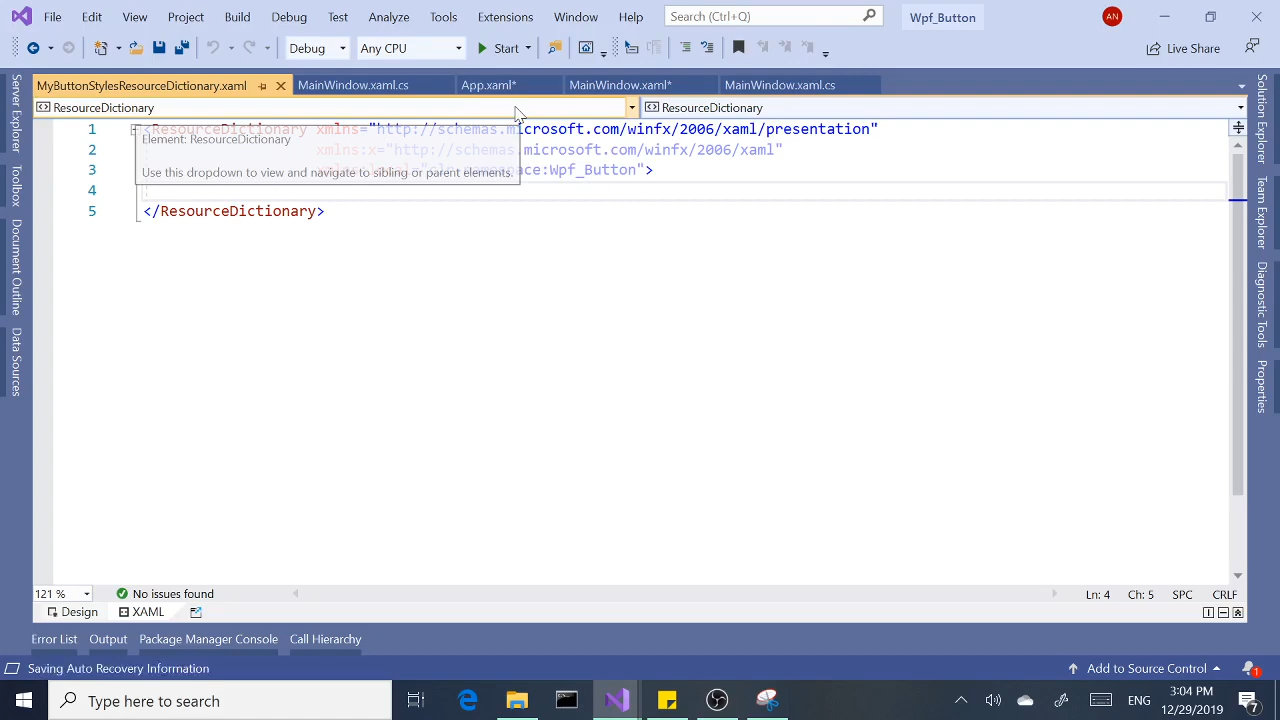 File Edit View Project Build Debug Test Analyze Tools Extensions Window Help Search (Ctrl+Q) Wpf_Button AN
Debug Any CPU Start Live Share
MyButtonStylesResourceDictionary.xaml MainWindow.xaml.cs App.xaml* MainWindow.xaml* MainWindow.xaml.cs
ResourceDictionary ResourceDictionary
1 <ResourceDictionary xmlns="http://schemas.microsoft.com/winfx/2006/xaml/presentation"
Element: ResourceDictionary
2 xmlns:x="http://schemas.microsoft.com/winfx/2006/xaml"
3 :Wpf_Button">
Use this dropdown to view and navigate to sibling or parent elements.
4
5 </ResourceDictionary>
Server Explorer
Toolbox
Document Outline
Data Sources
Solution Explorer
Team Explorer
Diagnostic Tools
Properties
121 % No issues found Ln: 4 Ch: 5 SPC CRLF
Design XAML
Error List Output Package Manager Console Call Hierarchy
Saving Auto Recovery Information Add to Source Control 1
Type here to search ENG 3:04 PM
12/29/2019 7